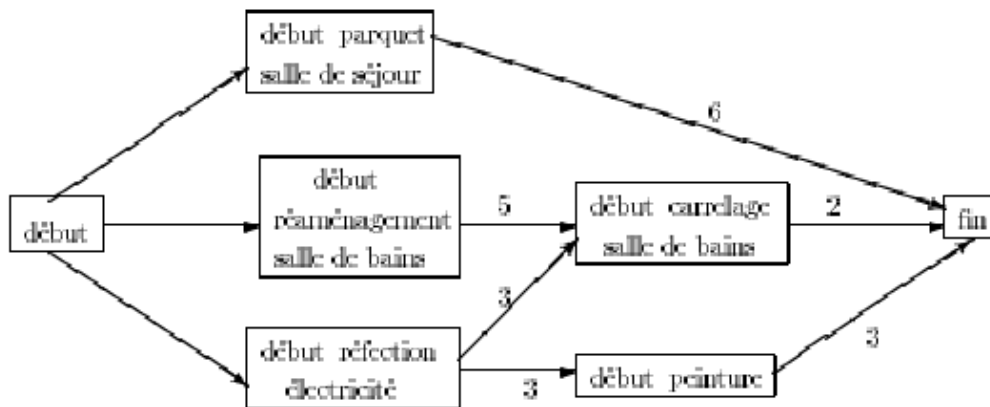 début parquet
salle de séjour
6
début
réaménagement
salle de bains
5
début carrelage
salle de bains
2
fin
début
3
début réfection
électricité
3
début peinture
3